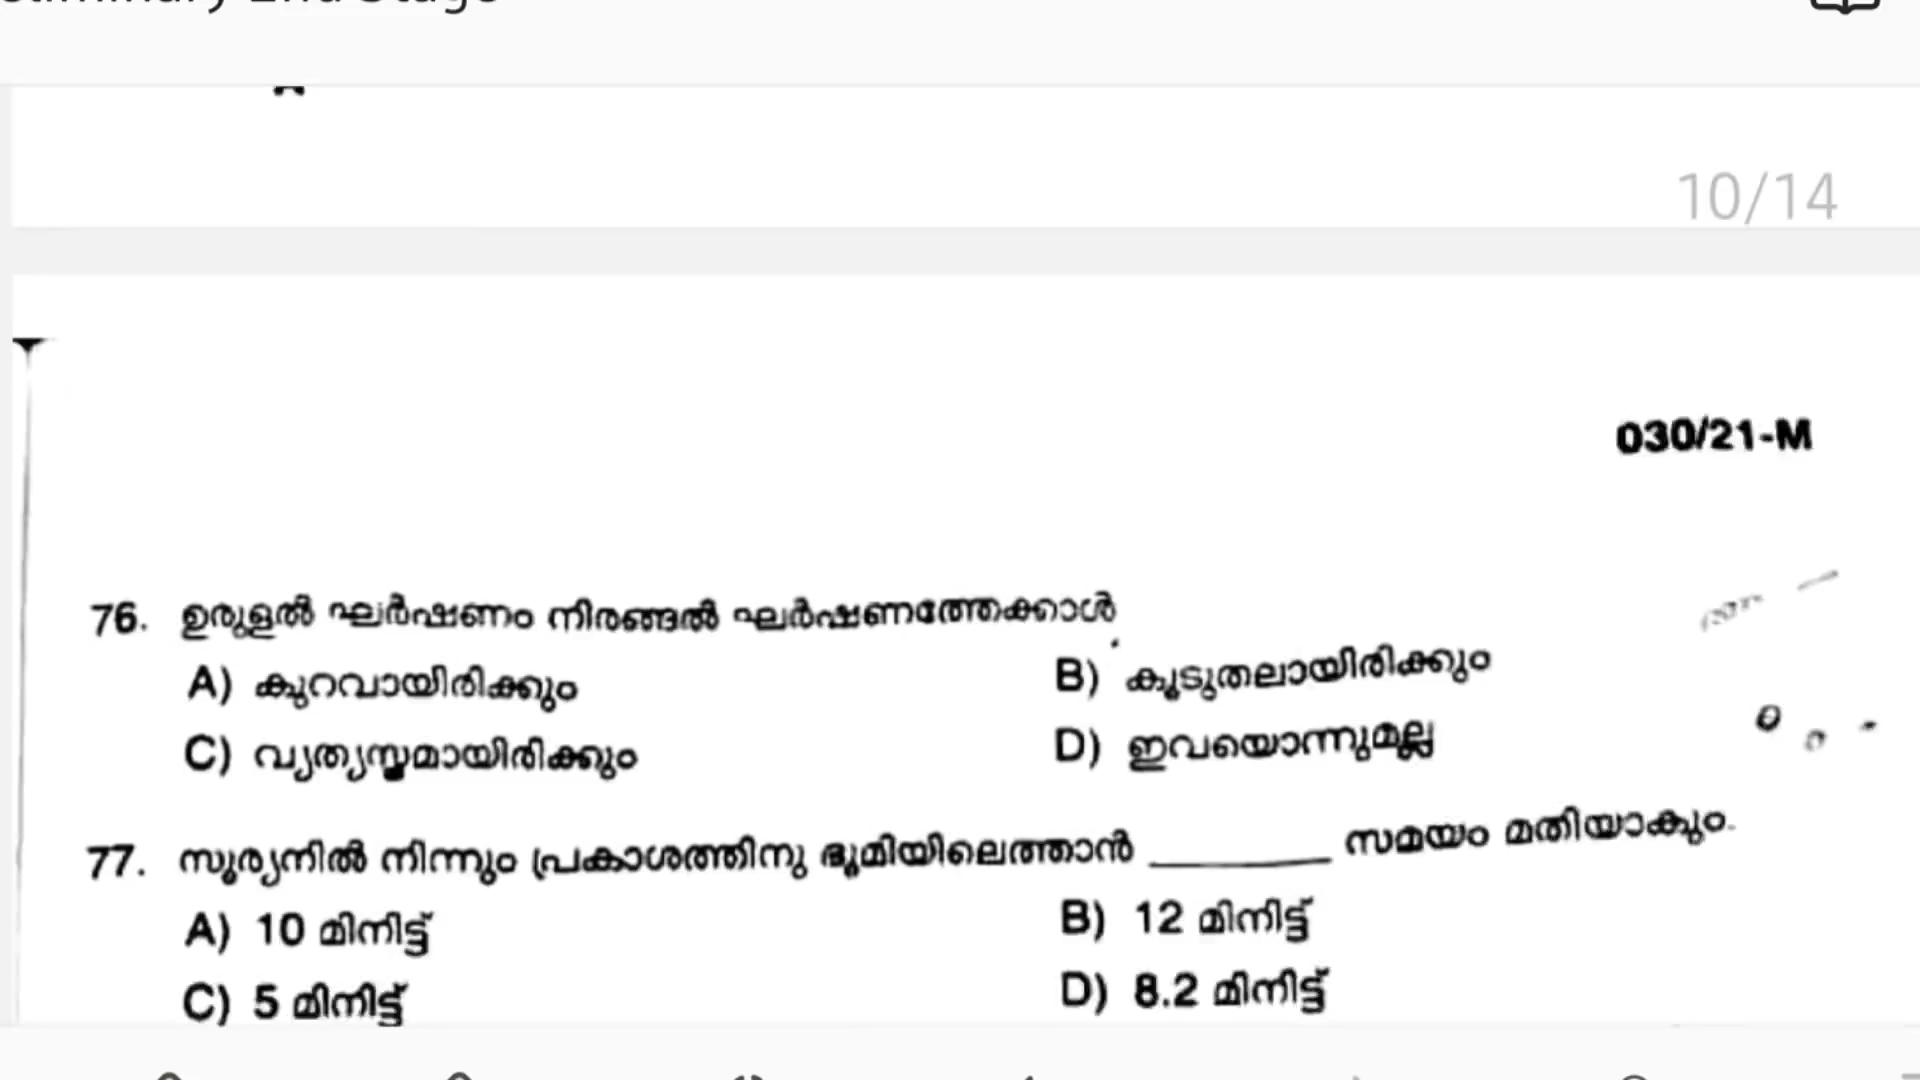 10/14
030/21-M
76. ഉരുളൽ ഘർഷണം നിരങ്ങൽ ഘർഷണത്തേക്കാൾ
A) കുറവായിരിക്കും B) കൂടുതലായിരിക്കും
C) വ്യത്യസ്തമായിരിക്കും D) ഇവയൊന്നുമല്ല
77. സൂര്യനിൽ നിന്നും പ്രകാശത്തിനു ഭൂമിയിലെത്താൻ ________ സമയം മതിയാകും.
A) 10 മിനിട്ട് B) 12 മിനിട്ട്
C) 5 മിനിട്ട് D) 8.2 മിനിട്ട്